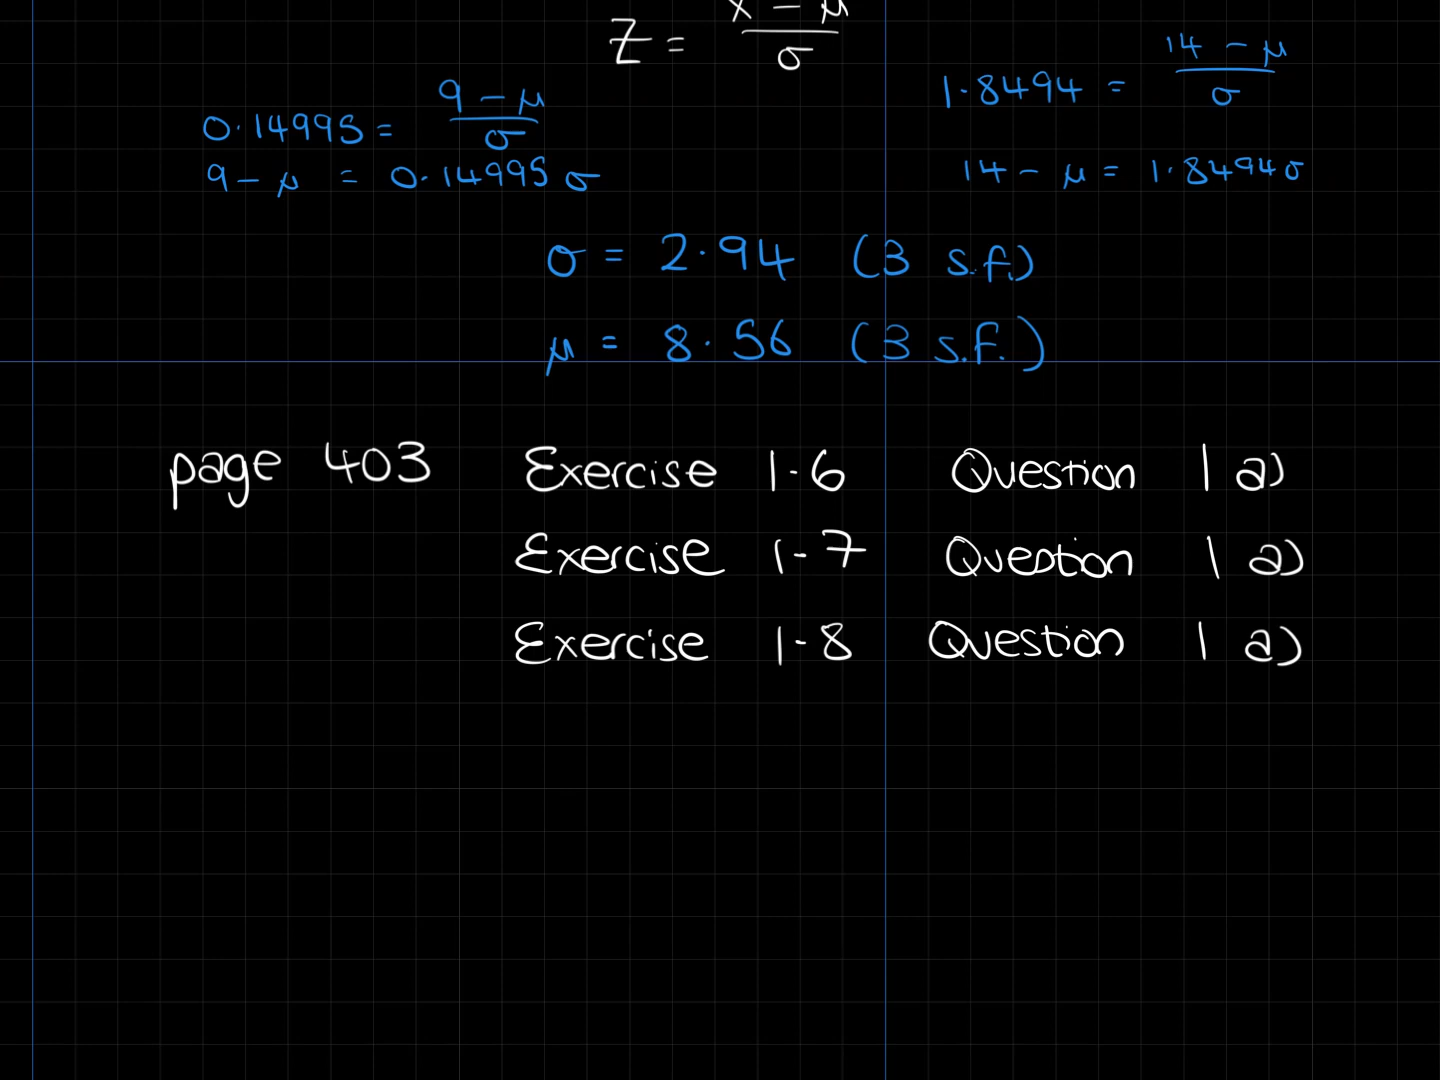 Z = x - μ / σ
0.14995 = 9 - μ / σ
9 - μ = 0.14995 σ
1.8494 = 14 - μ / σ
14 - μ = 1.8494σ
σ = 2.94 (3 s.f.)
μ = 8.56 (3 s.f.)
page 403 Exercise 1.6 Question 1 a)
Exercise 1.7 Question 1 a)
Exercise 1.8 Question 1 a)